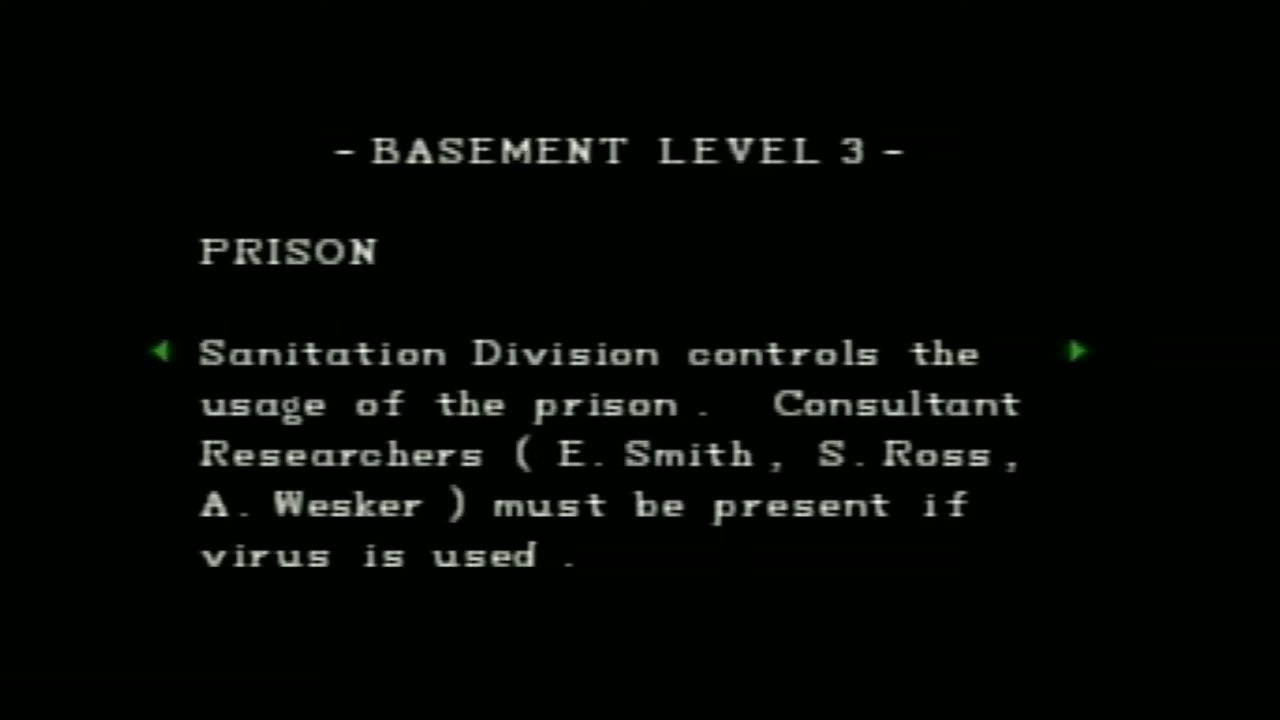 - BASEMENT LEVEL 3 -
PRISON
Sanitation Division controls the
usage of the prison . Consultant
Researchers ( E. Smith , S. Ross ,
A. Wesker ) must be present if
virus is used .